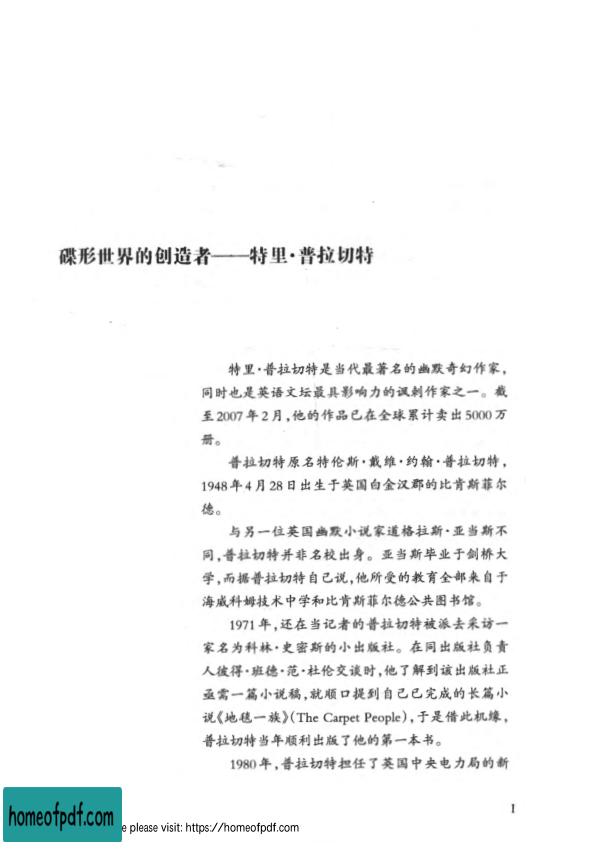 碟形世界的创造者——特里·普拉切特
特里·普拉切特是当代最著名的幽默奇幻作家，
同时也是英语文坛最具影响力的讽刺作家之一。截
至2007年2月，他的作品已在全球累计卖出5000万
册。
普拉切特原名特伦斯·戴维·约翰·普拉切特，
1948年4月28日出生于英国白金汉郡的比肯斯菲尔
德。
与另一位英国幽默小说家道格拉斯·亚当斯不
同，普拉切特并非名校出身。亚当斯毕业于剑桥大
学，而据普拉切特自己说，他所受的教育全部来自于
海威科姆技术中学和比肯斯菲尔德公共图书馆。
1971年，还在当记者的普拉切特被派去采访一
家名为科林·史密斯的小出版社。在同出版社负责
人彼得·班德·范·杜伦交谈时，他了解到该出版社正
亟需一篇小说稿，就顺口提到自己已完成的长篇小
说《地毯一族》(The Carpet People)，于是借此机缘，
普拉切特当年顺利出版了他的第一本书。
1980年，普拉切特担任了英国中央电力局的新
I
homeofpdf.com
e please visit: https://homeofpdf.com